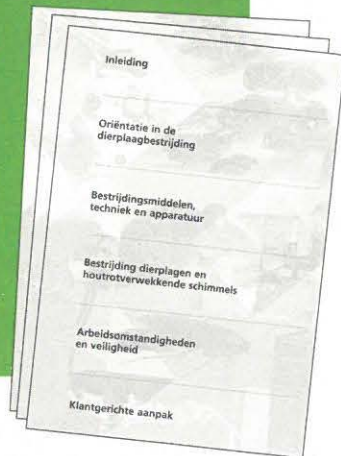 Inleiding
Oriëntatie in de
dierplaagbestrijding
Bestrijdingsmiddelen,
techniek en apparatuur
Bestrijding dierplagen en
houtrotverwekkende schimmels
Arbeidsomstandigheden
en veiligheid
Klantgerichte aanpak